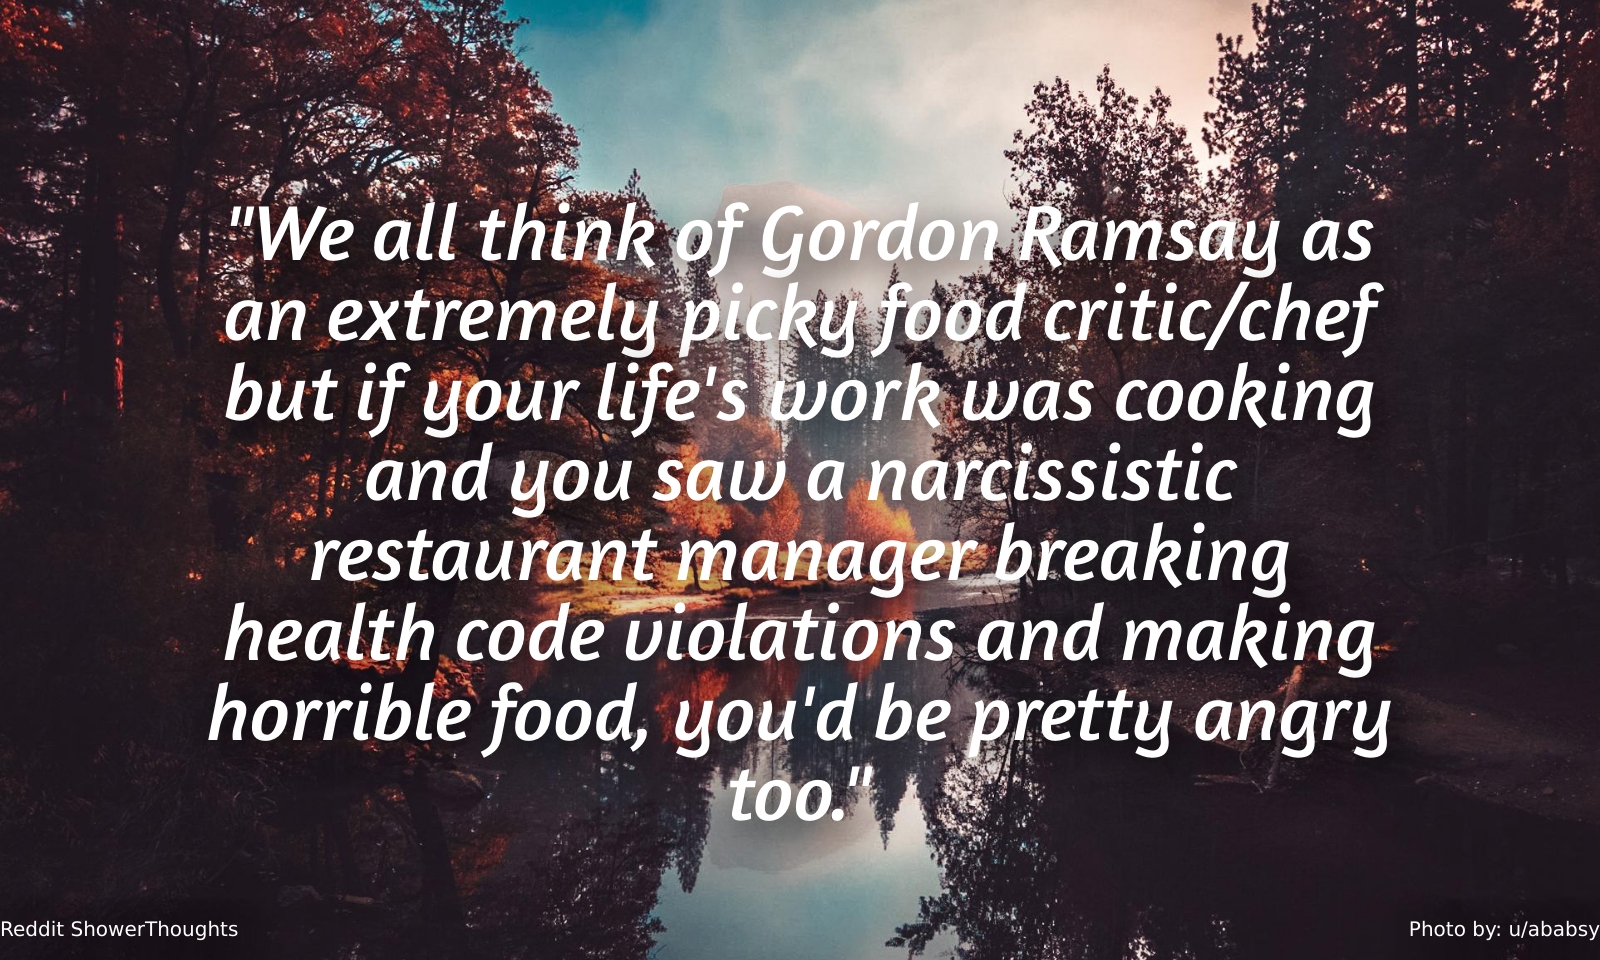 "We all think of Gordon Ramsay as
an extremely picky food critic/chef
but if your life's work was cooking
and you saw a narcissistic
restaurant manager breaking
health code violations and making
horrible food, you'd be pretty angry
too."
Reddit ShowerThoughts
Photo by: u/ababsy